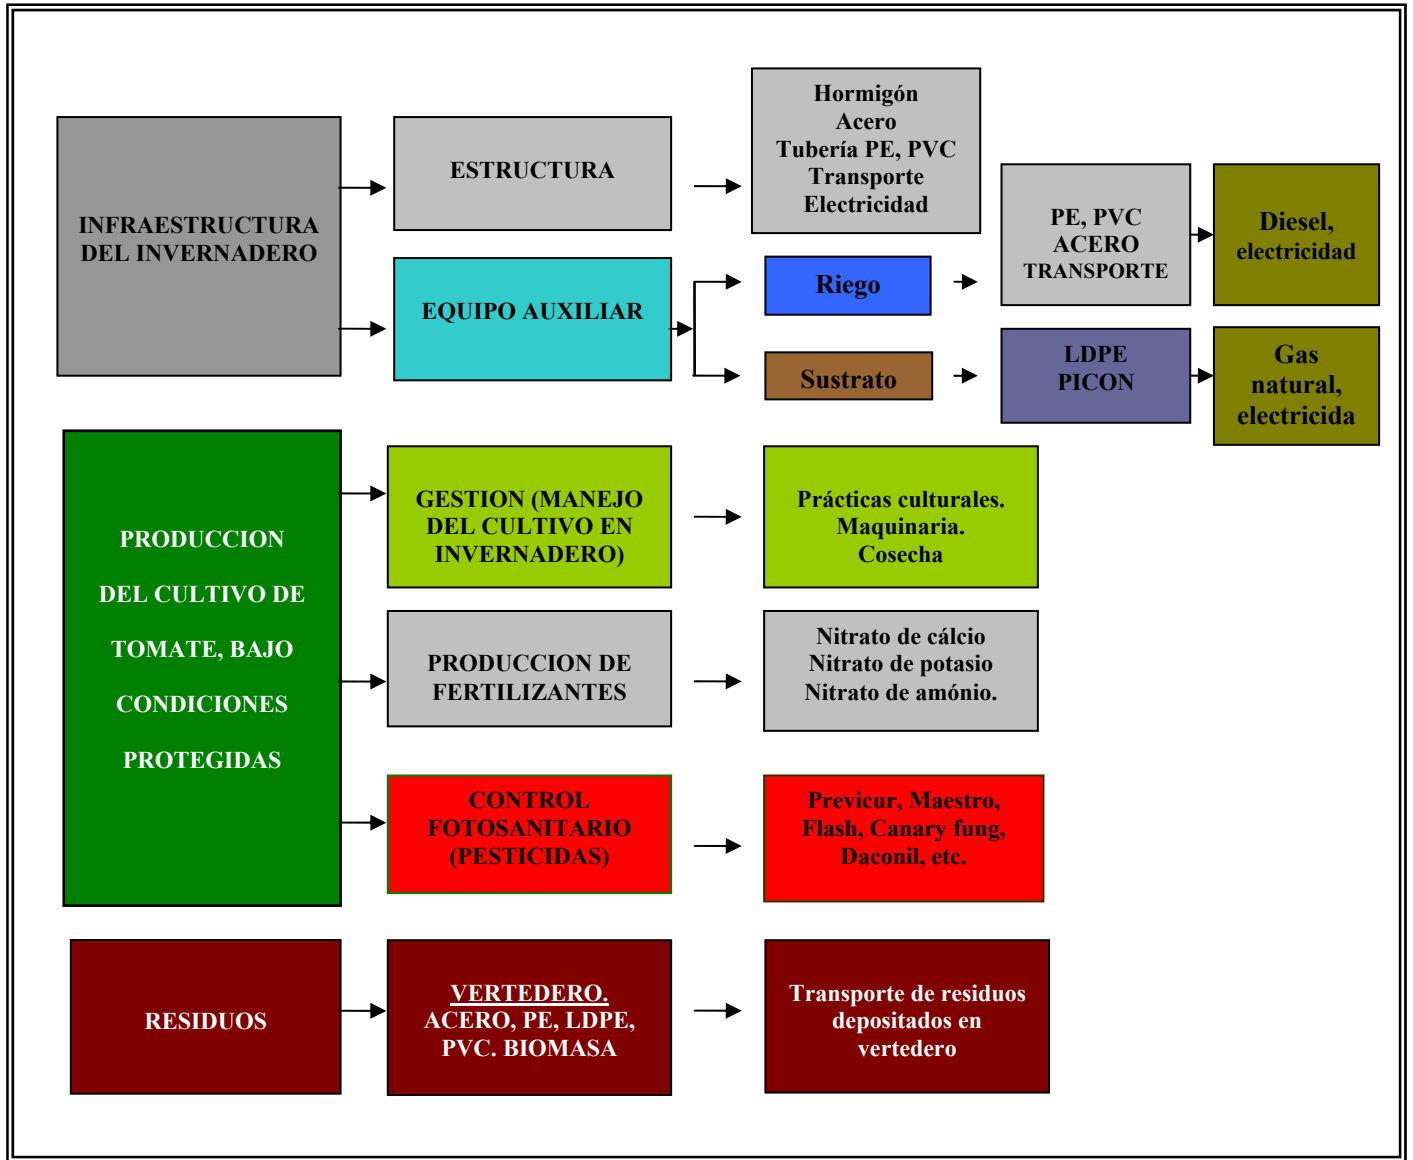 INFRAESTRUCTURA
DEL INVERNADERO
ESTRUCTURA
Hormigón
Acero
Tubería PE, PVC
Transporte
Electricidad
EQUIPO AUXILIAR
Riego
PE, PVC
ACERO
TRANSPORTE
Diesel,
electricidad
Sustrato
LDPE
PICON
Gas
natural,
electricida
PRODUCCION
DEL CULTIVO DE
TOMATE, BAJO
CONDICIONES
PROTEGIDAS
GESTION (MANEJO
DEL CULTIVO EN
INVERNADERO)
Prácticas culturales.
Maquinaria.
Cosecha
PRODUCCION DE
FERTILIZANTES
Nitrato de cálcio
Nitrato de potasio
Nitrato de amónio.
CONTROL
FOTOSANITARIO
(PESTICIDAS)
Previcur, Maestro,
Flash, Canary fung,
Daconil, etc.
RESIDUOS
VERTEDERO.
ACERO, PE, LDPE,
PVC. BIOMASA
Transporte de residuos
depositados en
vertedero